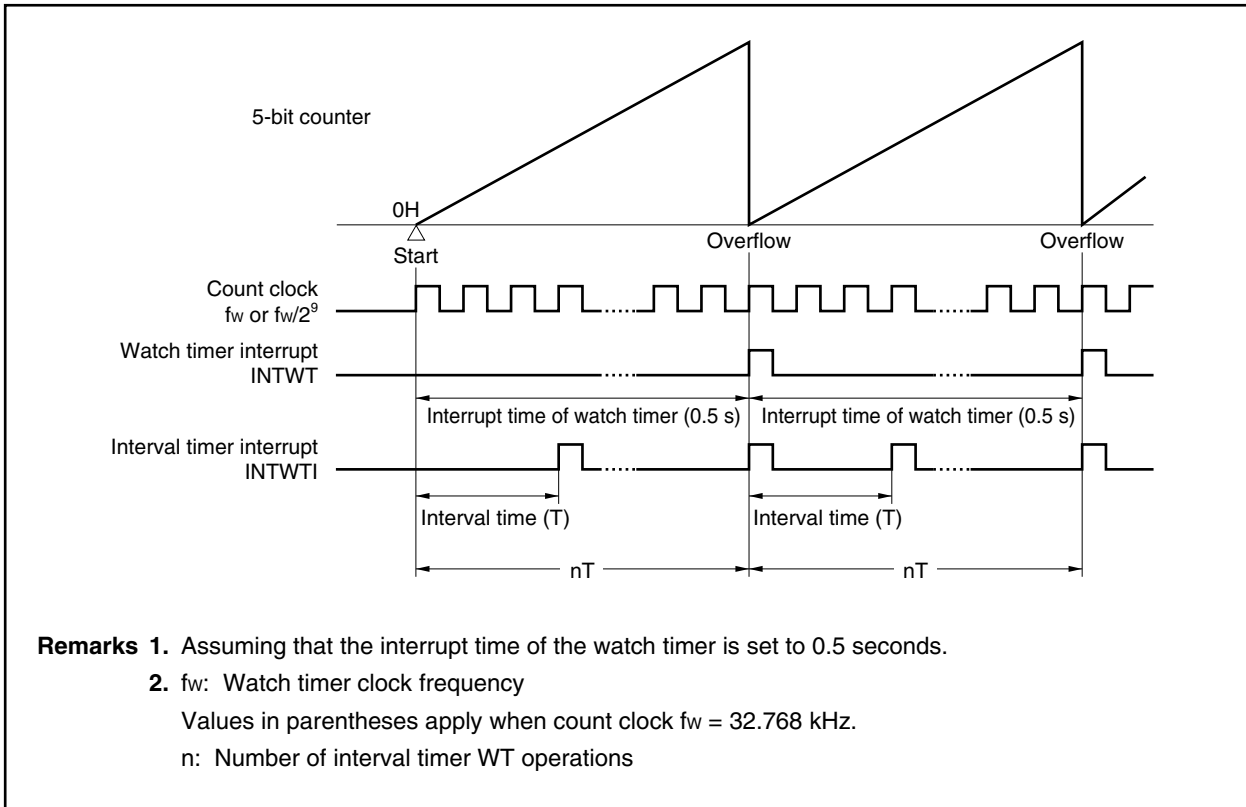 5-bit counter
0H
Start
Overflow
Overflow
Count clock
fw or fw/2⁹
Watch timer interrupt
INTWT
Interrupt time of watch timer (0.5 s)
Interrupt time of watch timer (0.5 s)
Interval timer interrupt
INTWTI
Interval time (T)
Interval time (T)
nT
nT
Remarks 1. Assuming that the interrupt time of the watch timer is set to 0.5 seconds.
2. fw: Watch timer clock frequency
Values in parentheses apply when count clock fw = 32.768 kHz.
n: Number of interval timer WT operations